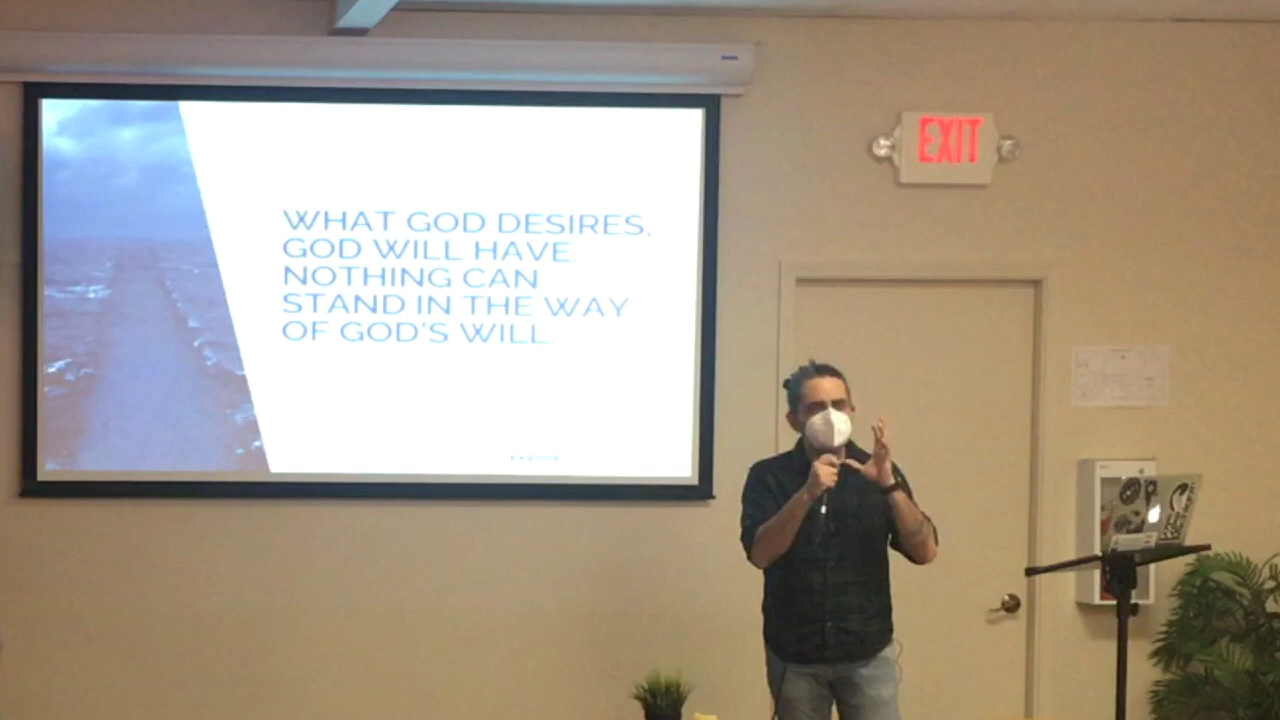 WHAT GOD DESIRES,
GOD WILL HAVE.
NOTHING CAN
STAND IN THE WAY
OF GOD'S WILL.
EXIT